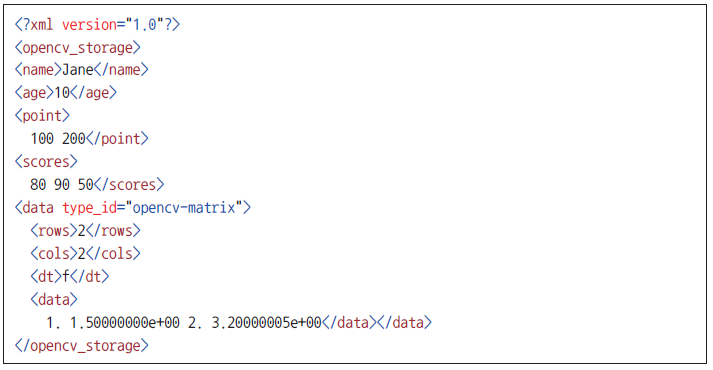 <?xml version="1.0"?>
<opencv_storage>
<name>Jane</name>
<age>10</age>
<point>
  100 200</point>
<scores>
  80 90 50</scores>
<data type_id="opencv-matrix">
  <rows>2</rows>
  <cols>2</cols>
  <dt>f</dt>
  <data>
    1. 1.50000000e+00 2. 3.20000005e+00</data></data>
</opencv_storage>